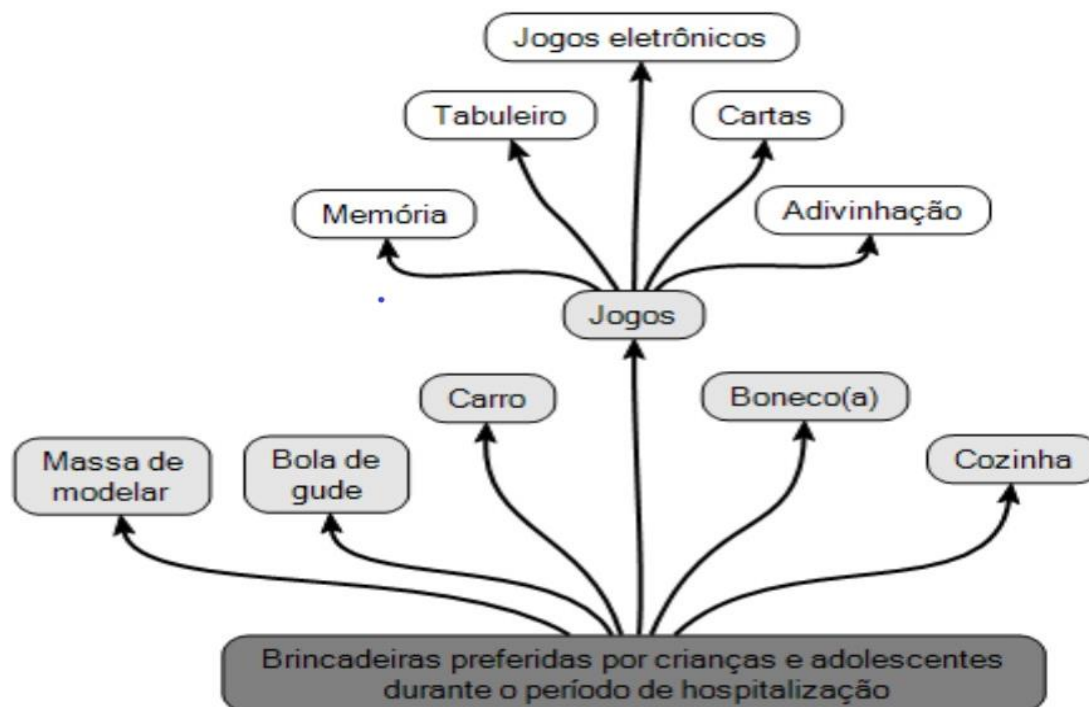 Jogos eletrônicos
Tabuleiro
Cartas
Memória
Adivinhação
Jogos
Carro
Boneco(a)
Massa de
modelar
Bola de
gude
Cozinha
Brincadeiras preferidas por crianças e adolescentes
durante o período de hospitalização